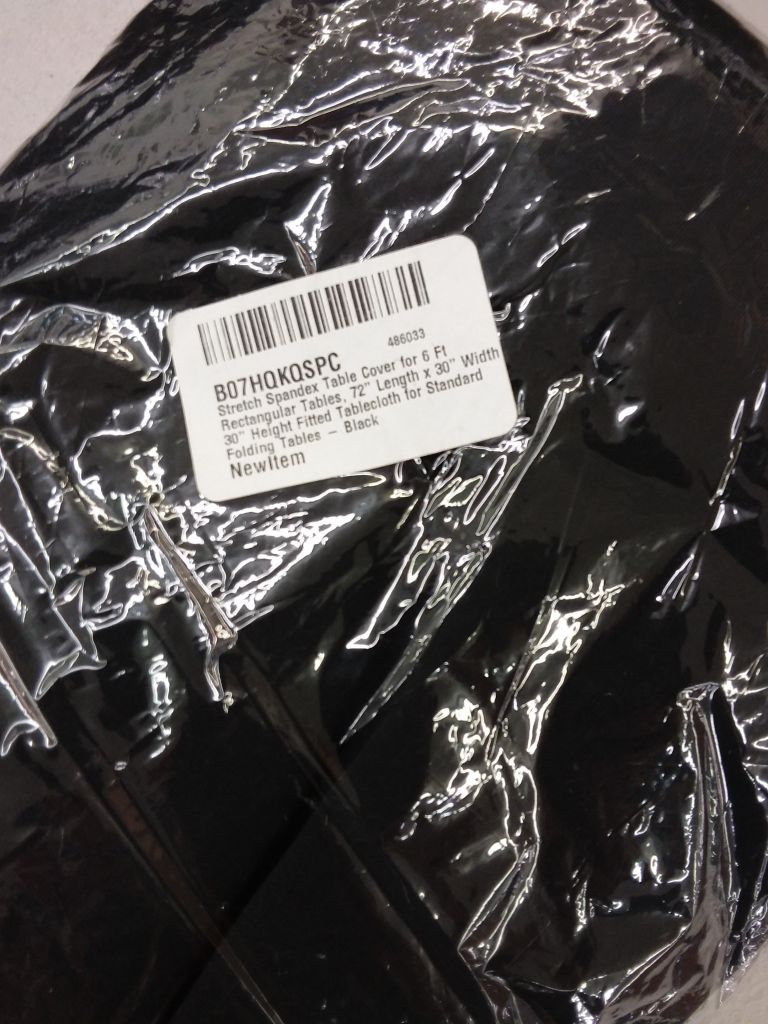 486033
B07HQKQSPC
Stretch Spandex Table Cover for 6 Ft
Rectangular Tables, 72" Length x 30" Width
30" Height Fitted Tablecloth for Standard
Folding Tables – Black
NewItem